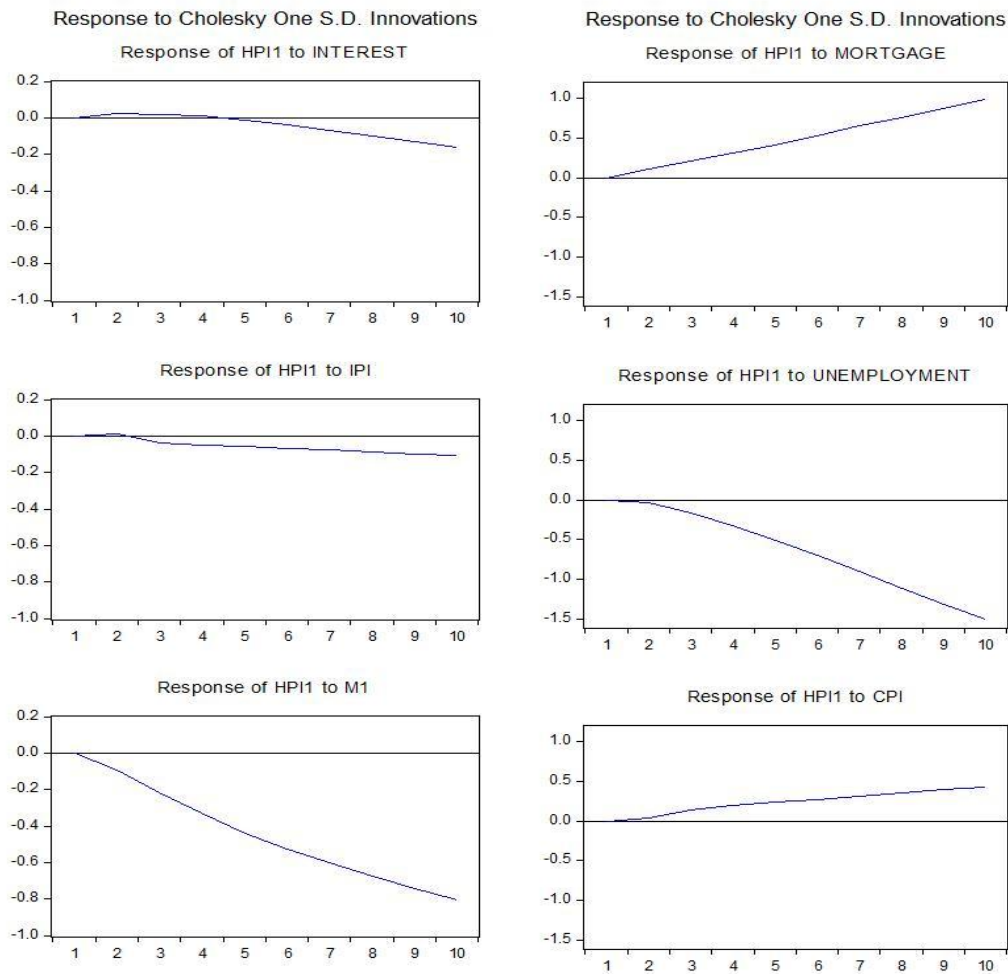 Response to Cholesky One S.D. Innovations
Response of HPI1 to INTEREST
0.2
0.0
-0.2
-0.4
-0.6
-0.8
-1.0
1 2 3 4 5 6 7 8 9 10
Response of HPI1 to IPI
0.2
0.0
-0.2
-0.4
-0.6
-0.8
-1.0
1 2 3 4 5 6 7 8 9 10
Response of HPI1 to M1
0.2
0.0
-0.2
-0.4
-0.6
-0.8
-1.0
1 2 3 4 5 6 7 8 9 10
Response to Cholesky One S.D. Innovations
Response of HPI1 to MORTGAGE
1.0
0.5
0.0
-0.5
-1.0
-1.5
1 2 3 4 5 6 7 8 9 10
Response of HPI1 to UNEMPLOYMENT
1.0
0.5
0.0
-0.5
-1.0
-1.5
1 2 3 4 5 6 7 8 9 10
Response of HPI1 to CPI
1.0
0.5
0.0
-0.5
-1.0
-1.5
1 2 3 4 5 6 7 8 9 10